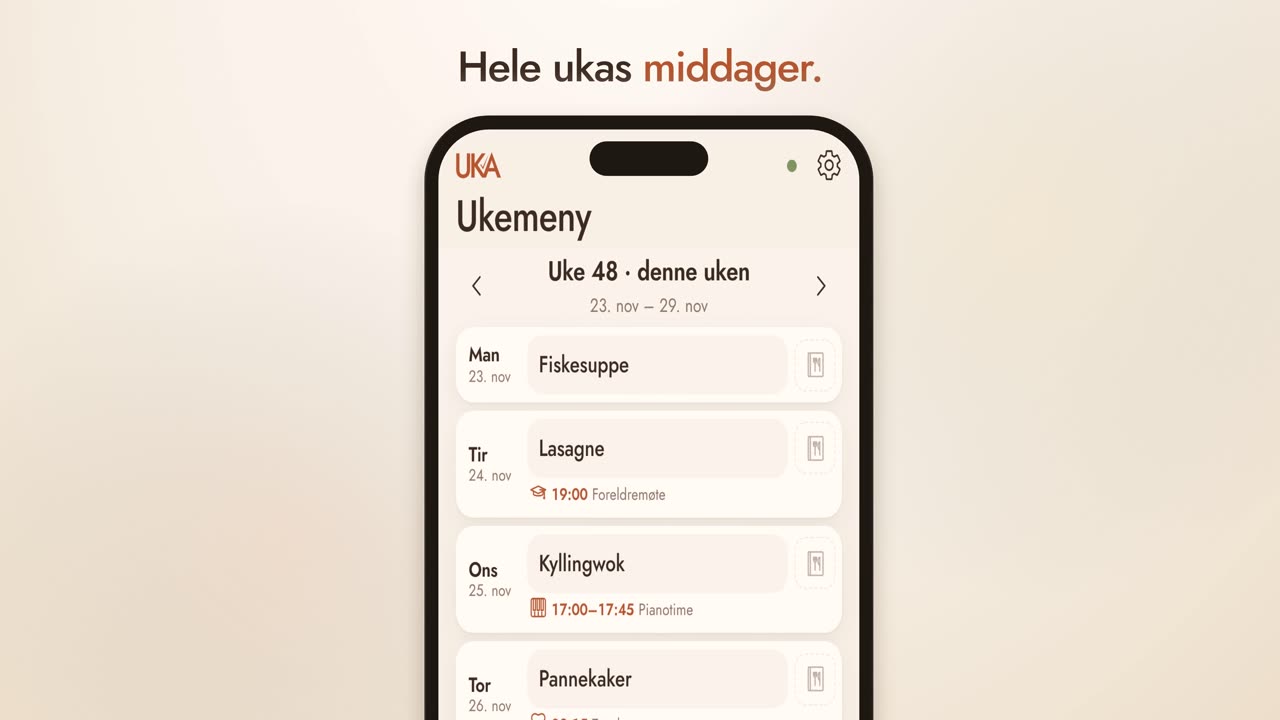 Hele ukas middager.
UKA
Ukemeny
Uke 48 · denne uken
23. nov – 29. nov
Man
23. nov
Fiskesuppe
Tir
24. nov
Lasagne
19:00 Foreldremøte
Ons
25. nov
Kyllingwok
17:00–17:45 Pianotime
Tor
26. nov
Pannekaker